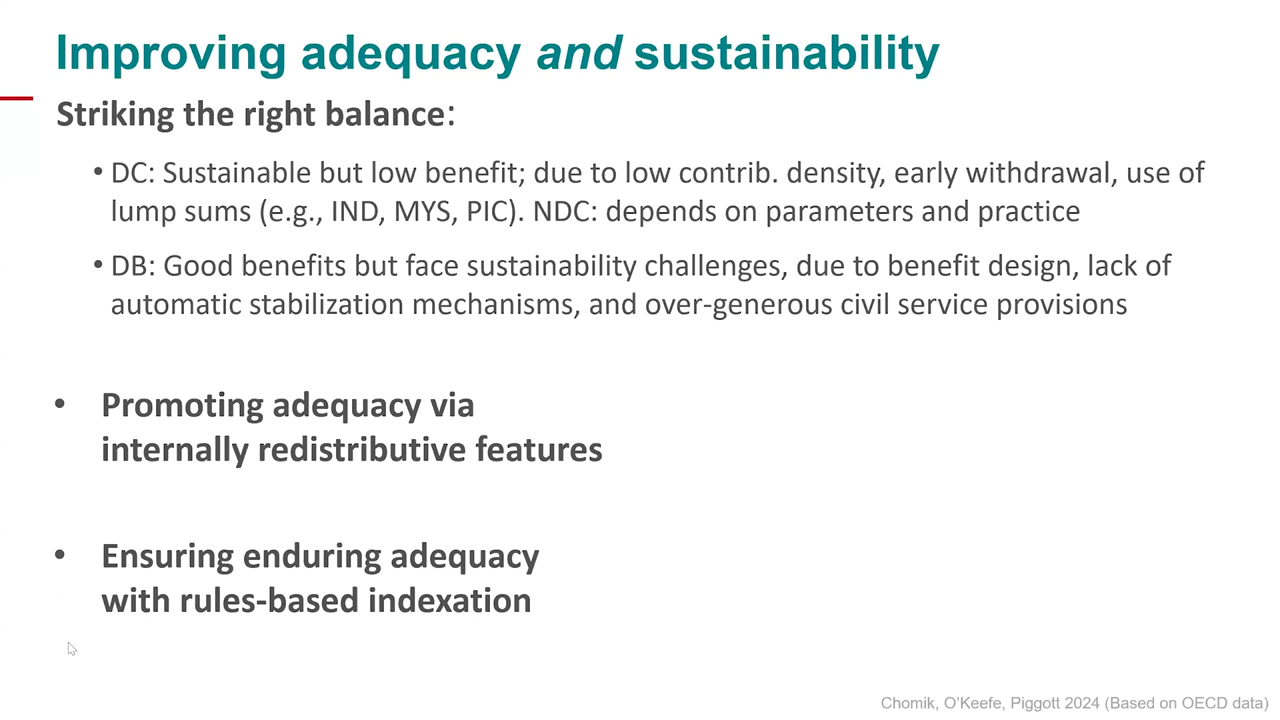 Improving adequacy and sustainability
Striking the right balance:
• DC: Sustainable but low benefit; due to low contrib. density, early withdrawal, use of
lump sums (e.g., IND, MYS, PIC). NDC: depends on parameters and practice
• DB: Good benefits but face sustainability challenges, due to benefit design, lack of
automatic stabilization mechanisms, and over-generous civil service provisions
• Promoting adequacy via
internally redistributive features
• Ensuring enduring adequacy
with rules-based indexation
Chomik, O'Keefe, Piggott 2024 (Based on OECD data)